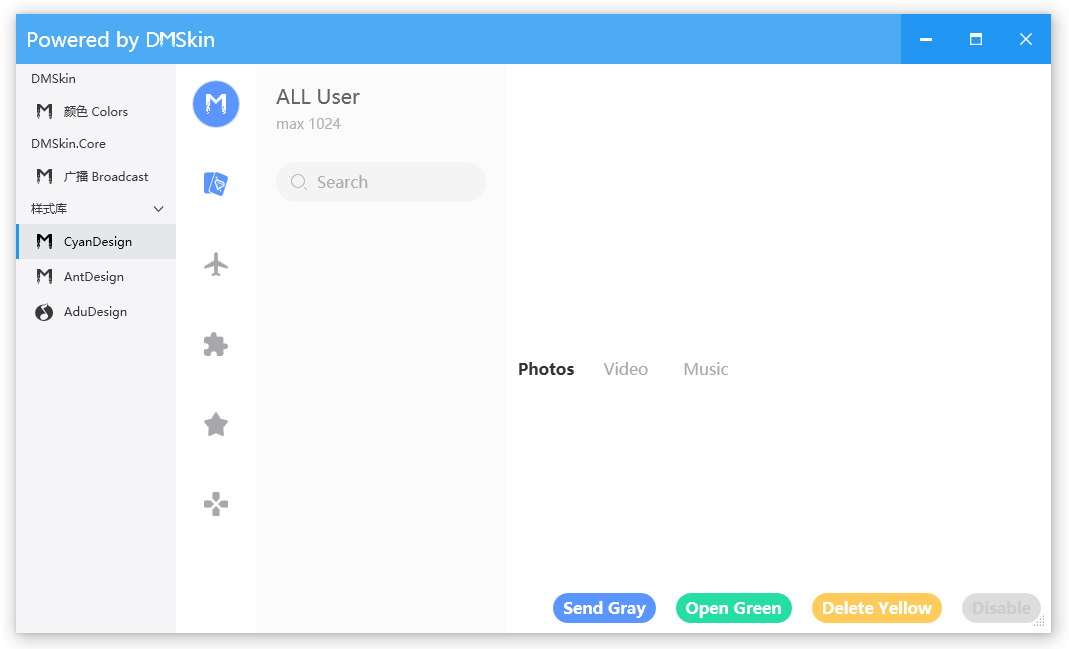 Powered by DMSkin
DMSkin
颜色 Colors
DMSkin.Core
广播 Broadcast
样式库
CyanDesign
AntDesign
AduDesign
ALL User
max 1024
Search
Photos
Video
Music
Send Gray
Open Green
Delete Yellow
Disable